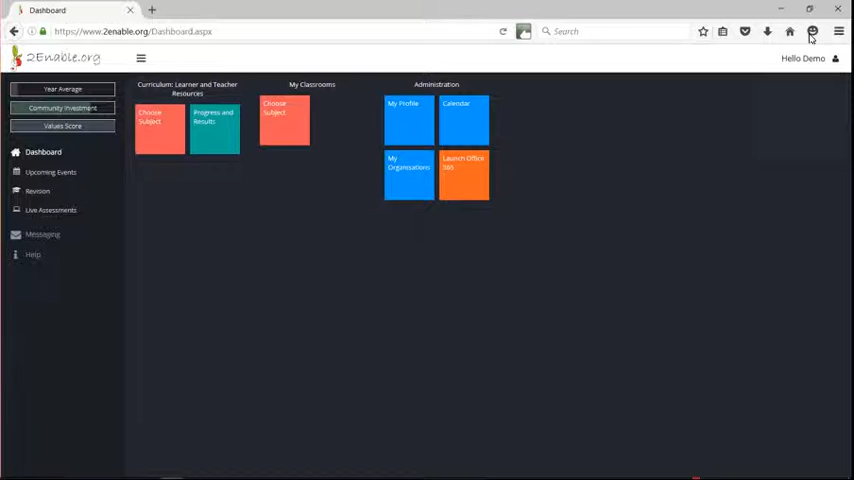 Dashboard
https://www.2enable.org/Dashboard.aspx
Search
2Enable.org
Hello Demo
Year Average
Community Investment
Values Score
Dashboard
Upcoming Events
Revision
Live Assessments
Messaging
Help
Curriculum: Learner and Teacher
Resources
Choose
Subject
Progress and
Results
My Classrooms
Choose
Subject
Administration
My Profile
Calendar
My
Organisations
Launch Office
365